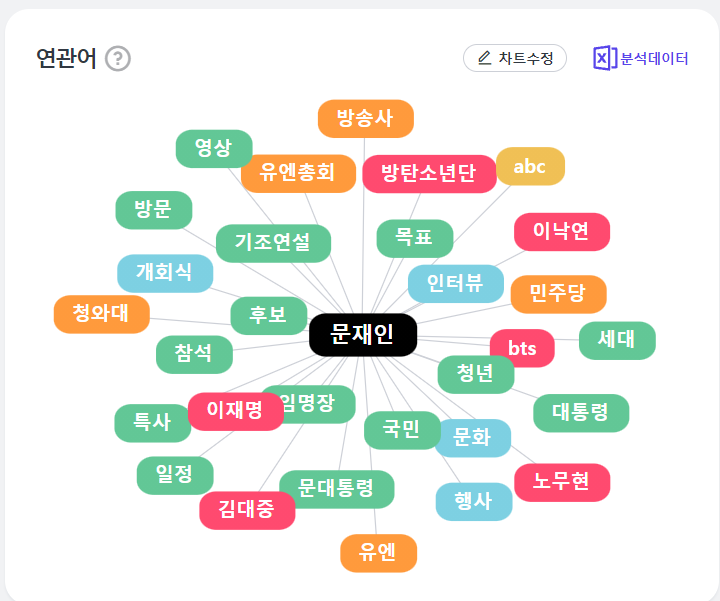 연관어 ?
차트수정
분석데이터
방송사
영상
유엔총회
방탄소년단
abc
방문
기조연설
목표
이낙연
개회식
인터뷰
민주당
청와대
후보
문재인
세대
참석
bts
청년
이재명
임명장
대통령
특사
국민
문화
일정
노무현
문대통령
행사
김대중
유엔